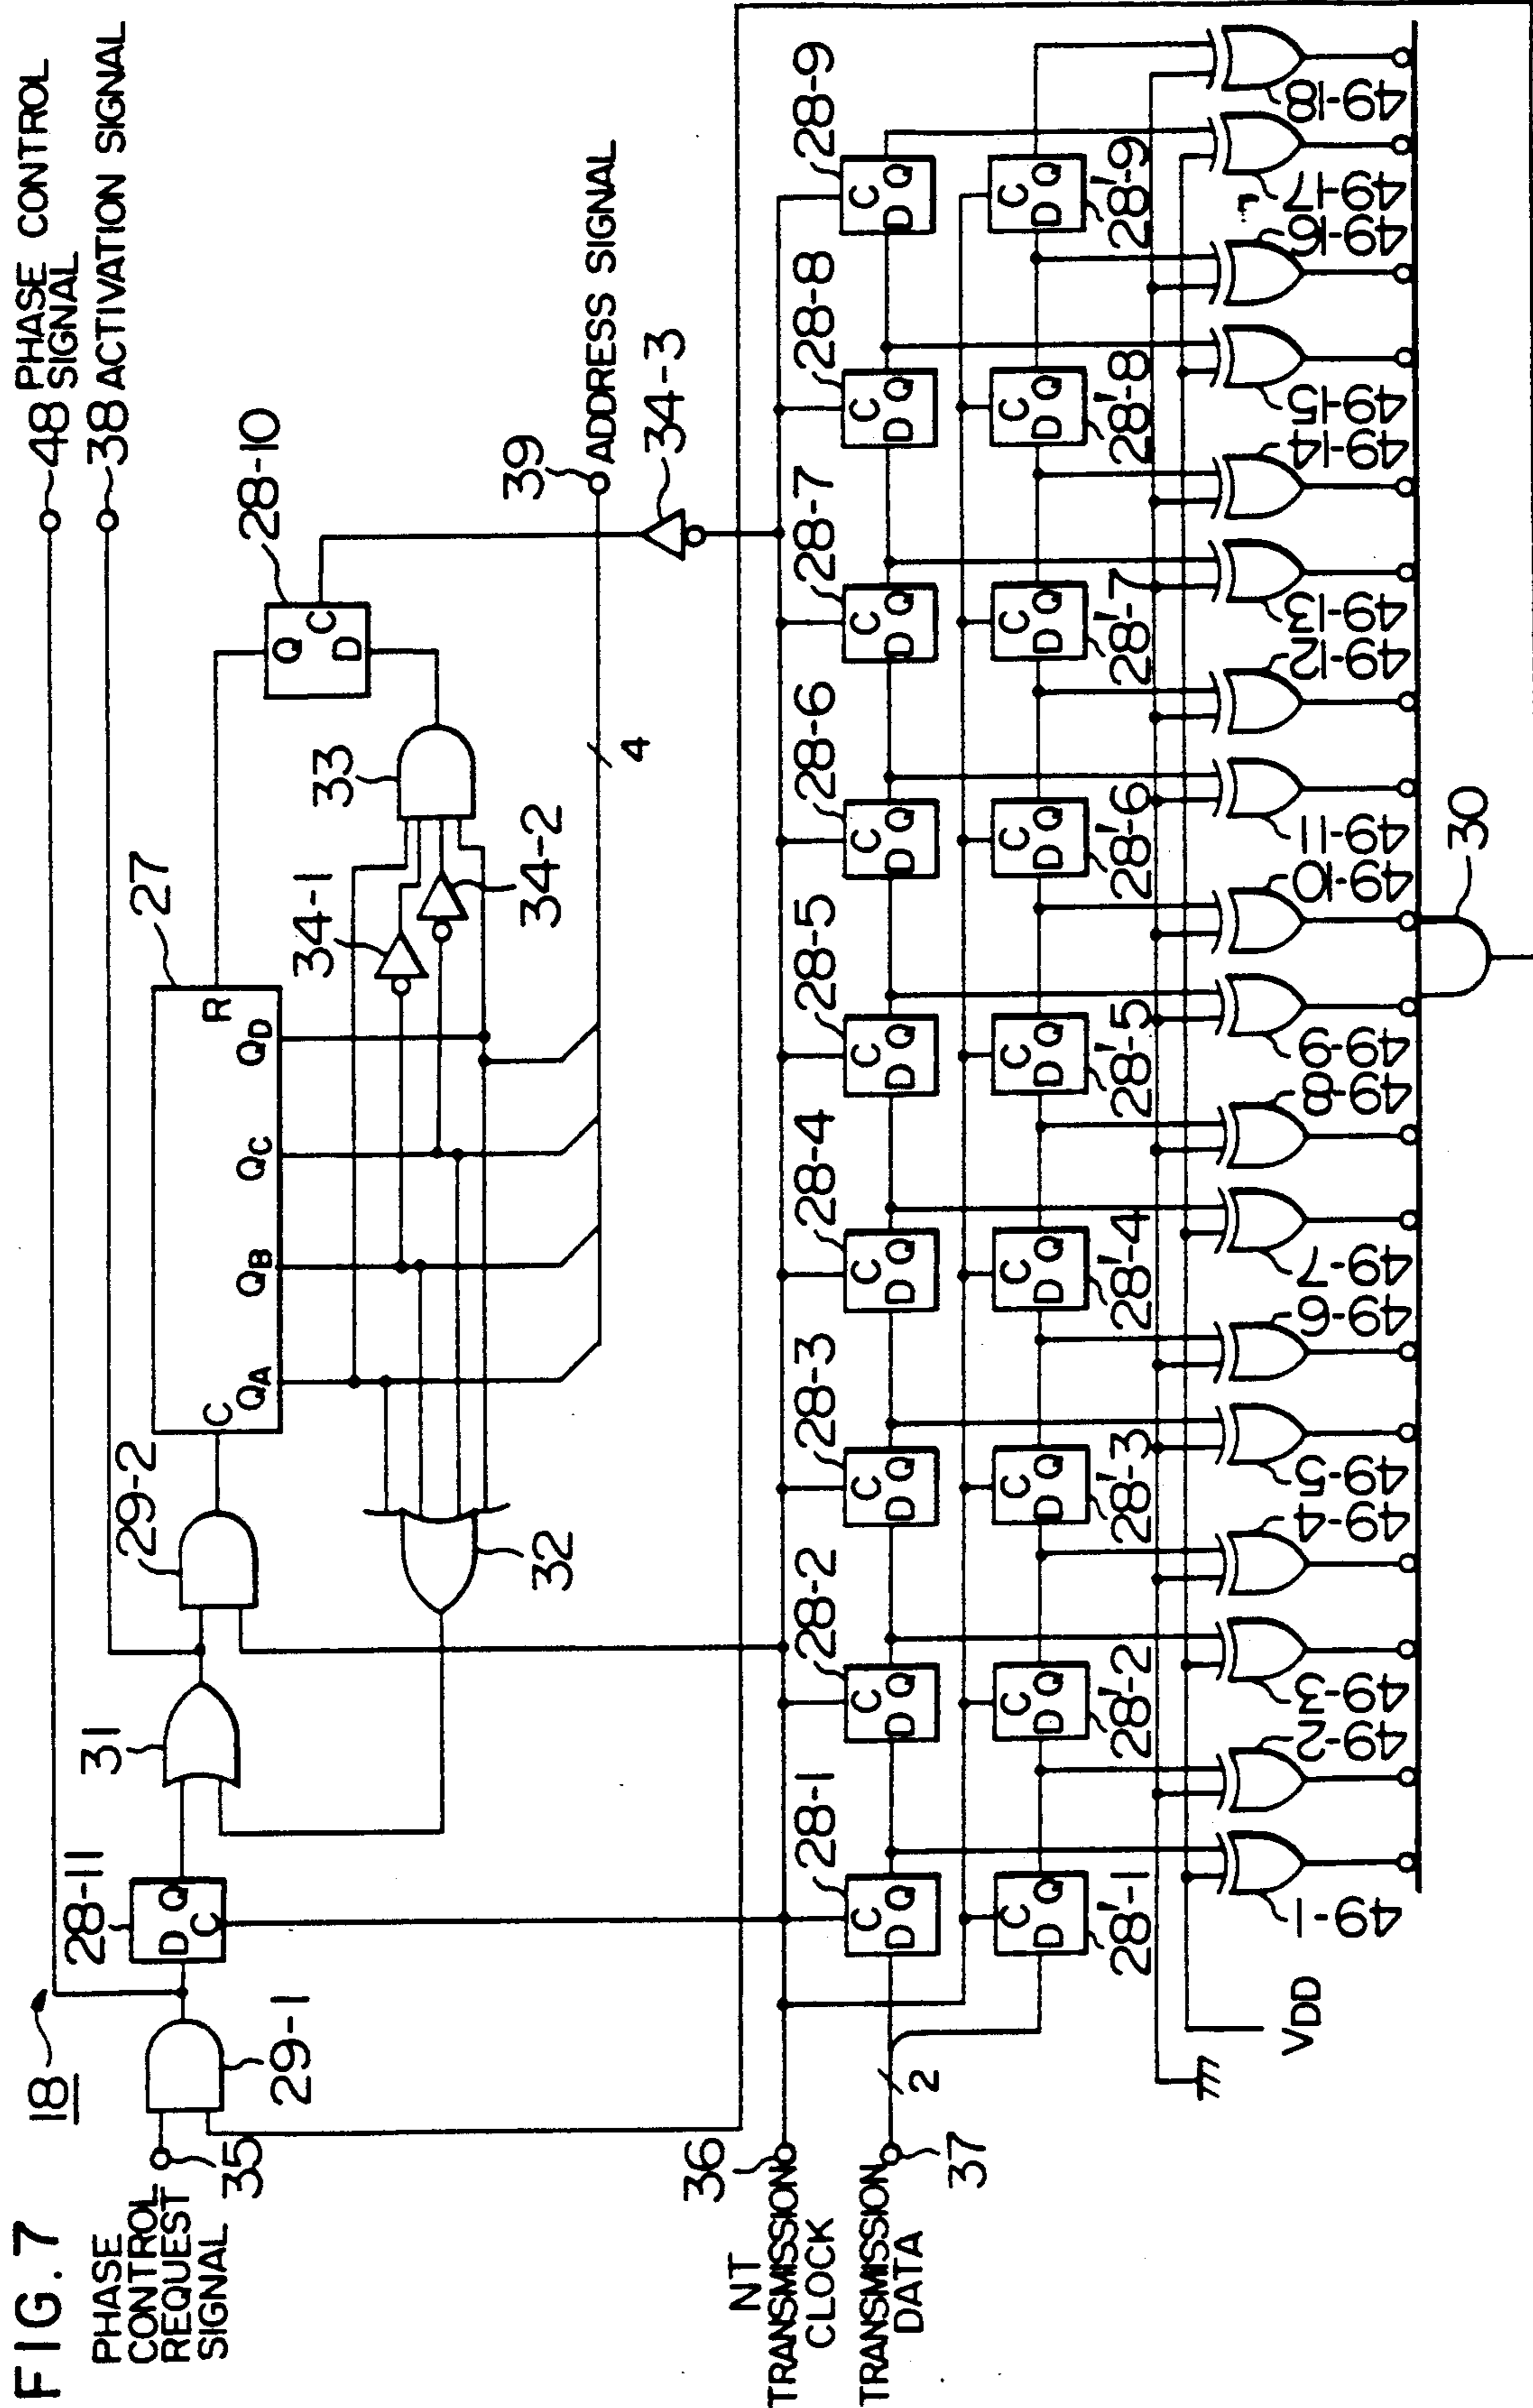 FIG. 7
18
PHASE
CONTROL
REQUEST
SIGNAL
35
29-1
28-11
D Q
C
31
29-2
27
C R
QA QB QC QD
32
34-1
34-2
33
28-10
Q
C
D
48 PHASE CONTROL
SIGNAL
38 ACTIVATION SIGNAL
39
ADDRESS SIGNAL
4
34-3
NT
TRANSMISSION
CLOCK
36
TRANSMISSION
DATA
37
2
28-1 28-2 28-3 28-4 28-5 28-6 28-7 28-8 28-9
C C C C C C C C C
D Q D Q D Q D Q D Q D Q D Q D Q D Q
C C C C C C C C C
D Q D Q D Q D Q D Q D Q D Q D Q D Q
28'-1 28'-2 28'-3 28'-4 28'-5 28'-6 28'-7 28'-8 28'-9
VDD
49-1 49-2 49-3 49-4 49-5 49-6 49-7 49-8 49-9 49-10 49-11 49-12 49-13 49-14 49-15 49-16 49-17 49-18
30